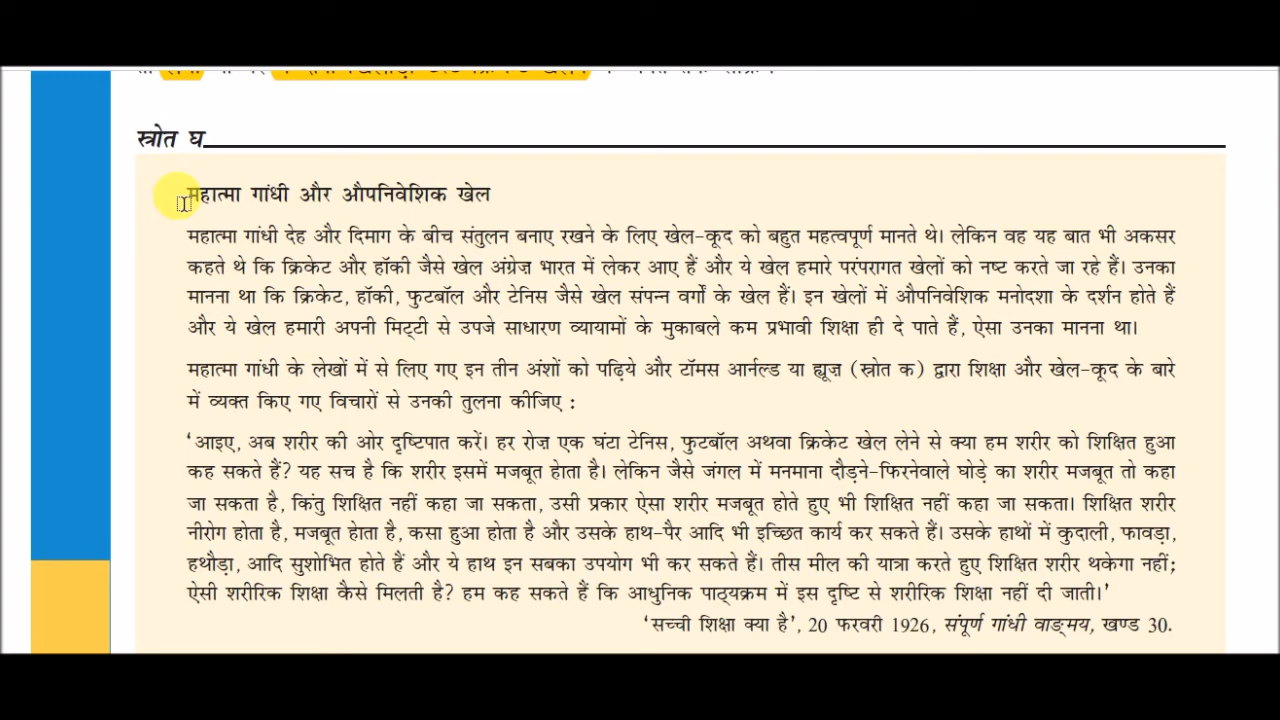 स्त्रोत घ
महात्मा गांधी और औपनिवेशिक खेल
महात्मा गांधी देह और दिमाग के बीच संतुलन बनाए रखने के लिए खेल-कूद को बहुत महत्वपूर्ण मानते थे। लेकिन वह यह बात भी अकसर
कहते थे कि क्रिकेट और हॉकी जैसे खेल अंग्रेज़ भारत में लेकर आए हैं और ये खेल हमारे परंपरागत खेलों को नष्ट करते जा रहे हैं। उनका
मानना था कि क्रिकेट, हॉकी, फुटबॉल और टेनिस जैसे खेल संपन्न वर्गों के खेल हैं। इन खेलों में औपनिवेशिक मनोदशा के दर्शन होते हैं
और ये खेल हमारी अपनी मिट्टी से उपजे साधारण व्यायामों के मुकाबले कम प्रभावी शिक्षा ही दे पाते हैं, ऐसा उनका मानना था।
महात्मा गांधी के लेखों में से लिए गए इन तीन अंशों को पढ़िये और टॉमस आर्नल्ड या ह्यूज़ (स्रोत क) द्वारा शिक्षा और खेल-कूद के बारे
में व्यक्त किए गए विचारों से उनकी तुलना कीजिए :
‘आइए, अब शरीर की ओर दृष्टिपात करें। हर रोज़ एक घंटा टेनिस, फुटबॉल अथवा क्रिकेट खेल लेने से क्या हम शरीर को शिक्षित हुआ
कह सकते हैं? यह सच है कि शरीर इसमें मजबूत होता है। लेकिन जैसे जंगल में मनमाना दौड़ने-फिरनेवाले घोड़े का शरीर मजबूत तो कहा
जा सकता है, किंतु शिक्षित नहीं कहा जा सकता, उसी प्रकार ऐसा शरीर मजबूत होते हुए भी शिक्षित नहीं कहा जा सकता। शिक्षित शरीर
नीरोग होता है, मजबूत होता है, कसा हुआ होता है और उसके हाथ-पैर आदि भी इच्छित कार्य कर सकते हैं। उसके हाथों में कुदाली, फावड़ा,
हथौड़ा, आदि सुशोभित होते हैं और ये हाथ इन सबका उपयोग भी कर सकते हैं। तीस मील की यात्रा करते हुए शिक्षित शरीर थकेगा नहीं;
ऐसी शरीरिक शिक्षा कैसे मिलती है? हम कह सकते हैं कि आधुनिक पाठ्यक्रम में इस दृष्टि से शरीरिक शिक्षा नहीं दी जाती।’
‘सच्ची शिक्षा क्या है’, 20 फरवरी 1926, संपूर्ण गांधी वाङ्मय, खण्ड 30.